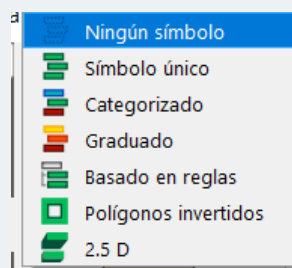 Ningún símbolo
Símbolo único
Categorizado
Graduado
Basado en reglas
Polígonos invertidos
2.5 D